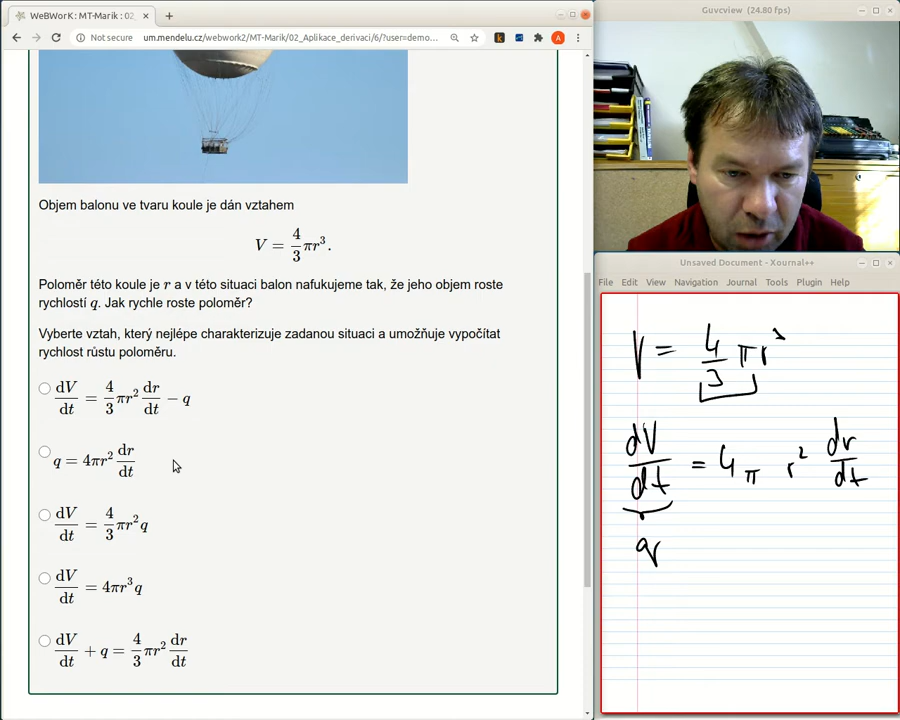 WeBWorK : MT-Marik : 02_
Guvcview (24.80 fps)
Not secure | um.mendelu.cz/webwork2/MT-Marik/02_Aplikace_derivaci/6/?user=demo...
A
Objem balonu ve tvaru koule je dán vztahem
V = 4/3 πr³.
Poloměr této koule je r a v této situaci balon nafukujeme tak, že jeho objem roste
rychlostí q. Jak rychle roste poloměr?
Vyberte vztah, který nejlépe charakterizuje zadanou situaci a umožňuje vypočítat
rychlost růstu poloměru.
dV/dt = 4/3 πr² dr/dt − q
q = 4πr² dr/dt
dV/dt = 4/3 πr² q
dV/dt = 4πr³ q
dV/dt + q = 4/3 πr² dr/dt
Unsaved Document - Xournal++
File Edit View Navigation Journal Tools Plugin Help
V = 4/3 πr³
dV/dt = 4π r² dr/dt
q